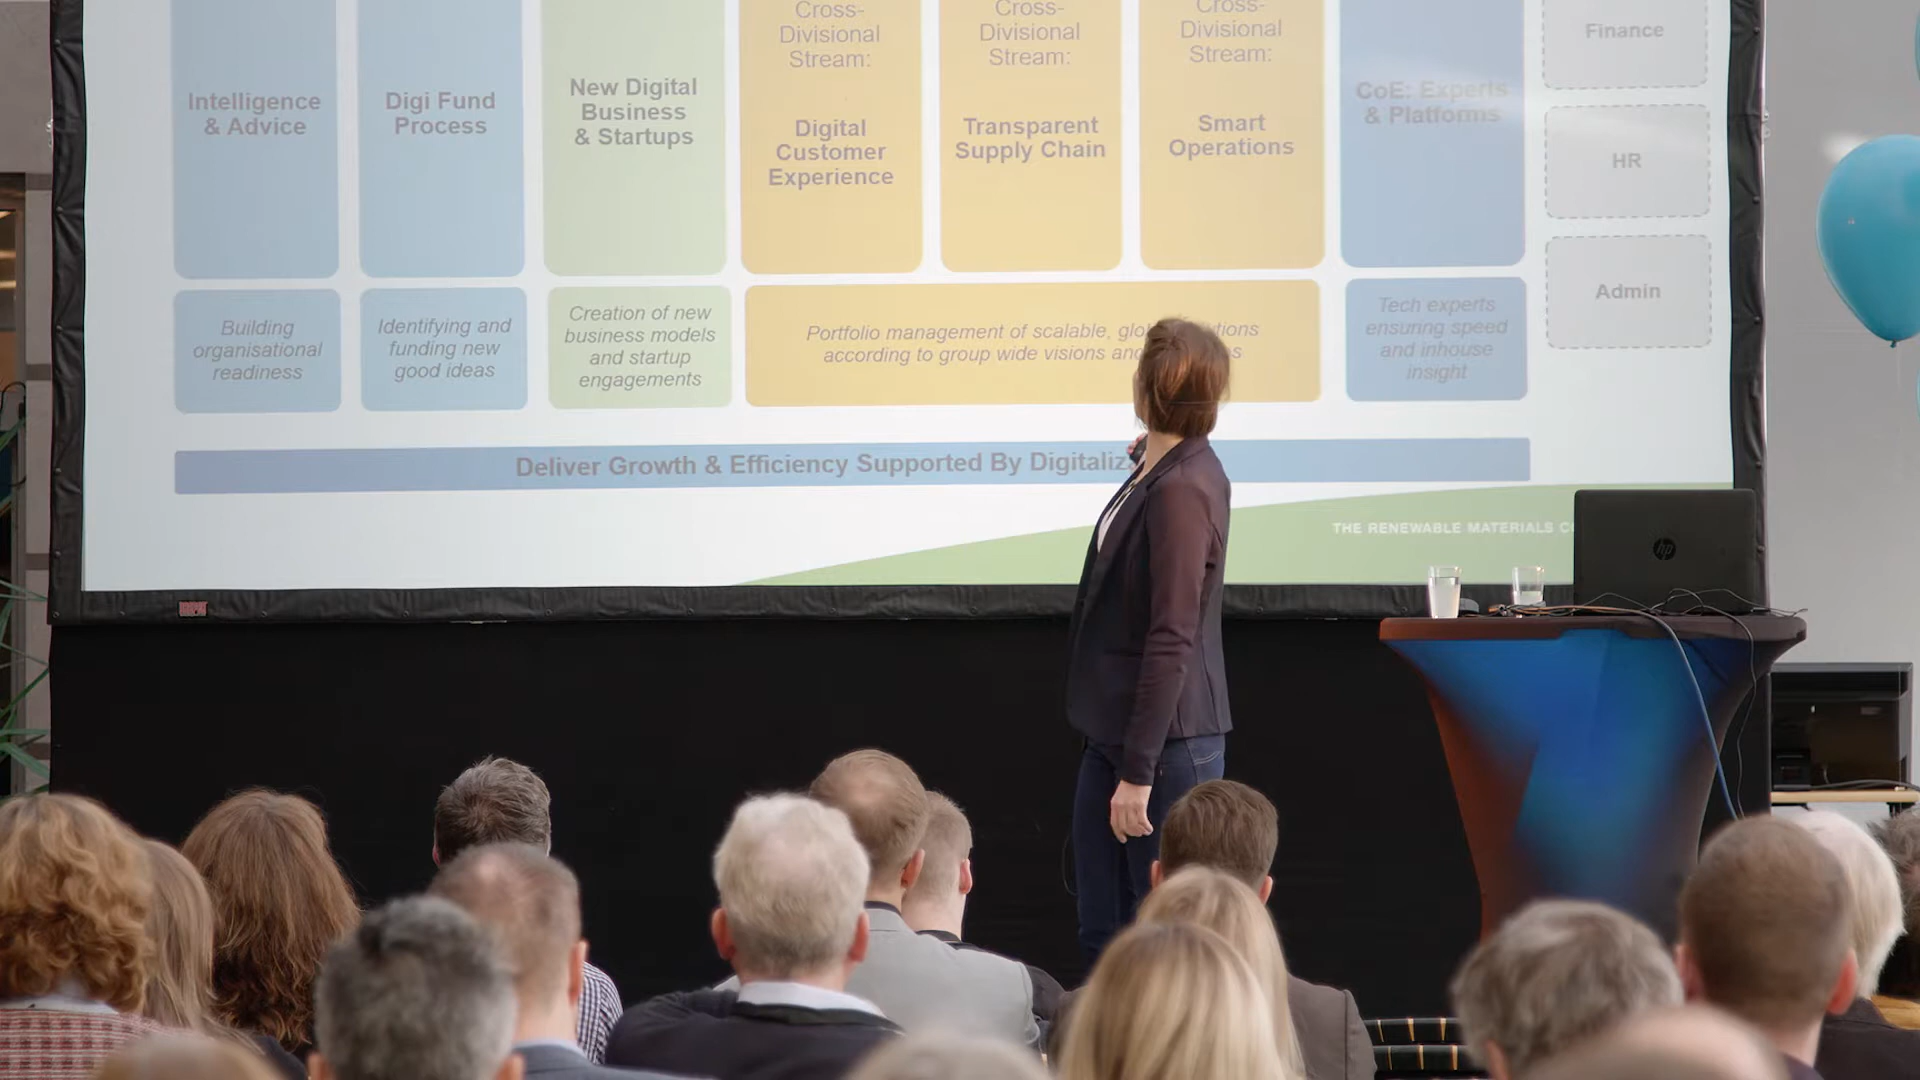 Intelligence
& Advice
Digi Fund
Process
New Digital
Business
& Startups
Cross-
Divisional
Stream:
Digital
Customer
Experience
Cross-
Divisional
Stream:
Transparent
Supply Chain
Cross-
Divisional
Stream:
Smart
Operations
CoE: Experts
& Platforms
Finance
HR
Admin
Building
organisational
readiness
Identifying and
funding new
good ideas
Creation of new
business models
and startup
engagements
Portfolio management of scalable,
according to group wide visions
Tech experts
ensuring speed
and inhouse
insight
Deliver Growth & Efficiency Supported By
THE RENEWABLE MATERIALS
hp